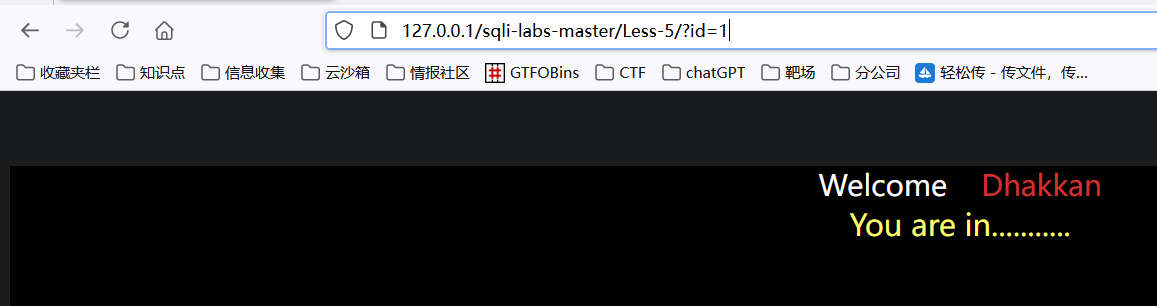 127.0.0.1/sqli-labs-master/Less-5/?id=1
收藏夹栏 知识点 信息收集 云沙箱 情报社区 GTFOBins CTF chatGPT 靶场 分公司 轻松传 - 传文件，传...
Welcome Dhakkan
You are in...........